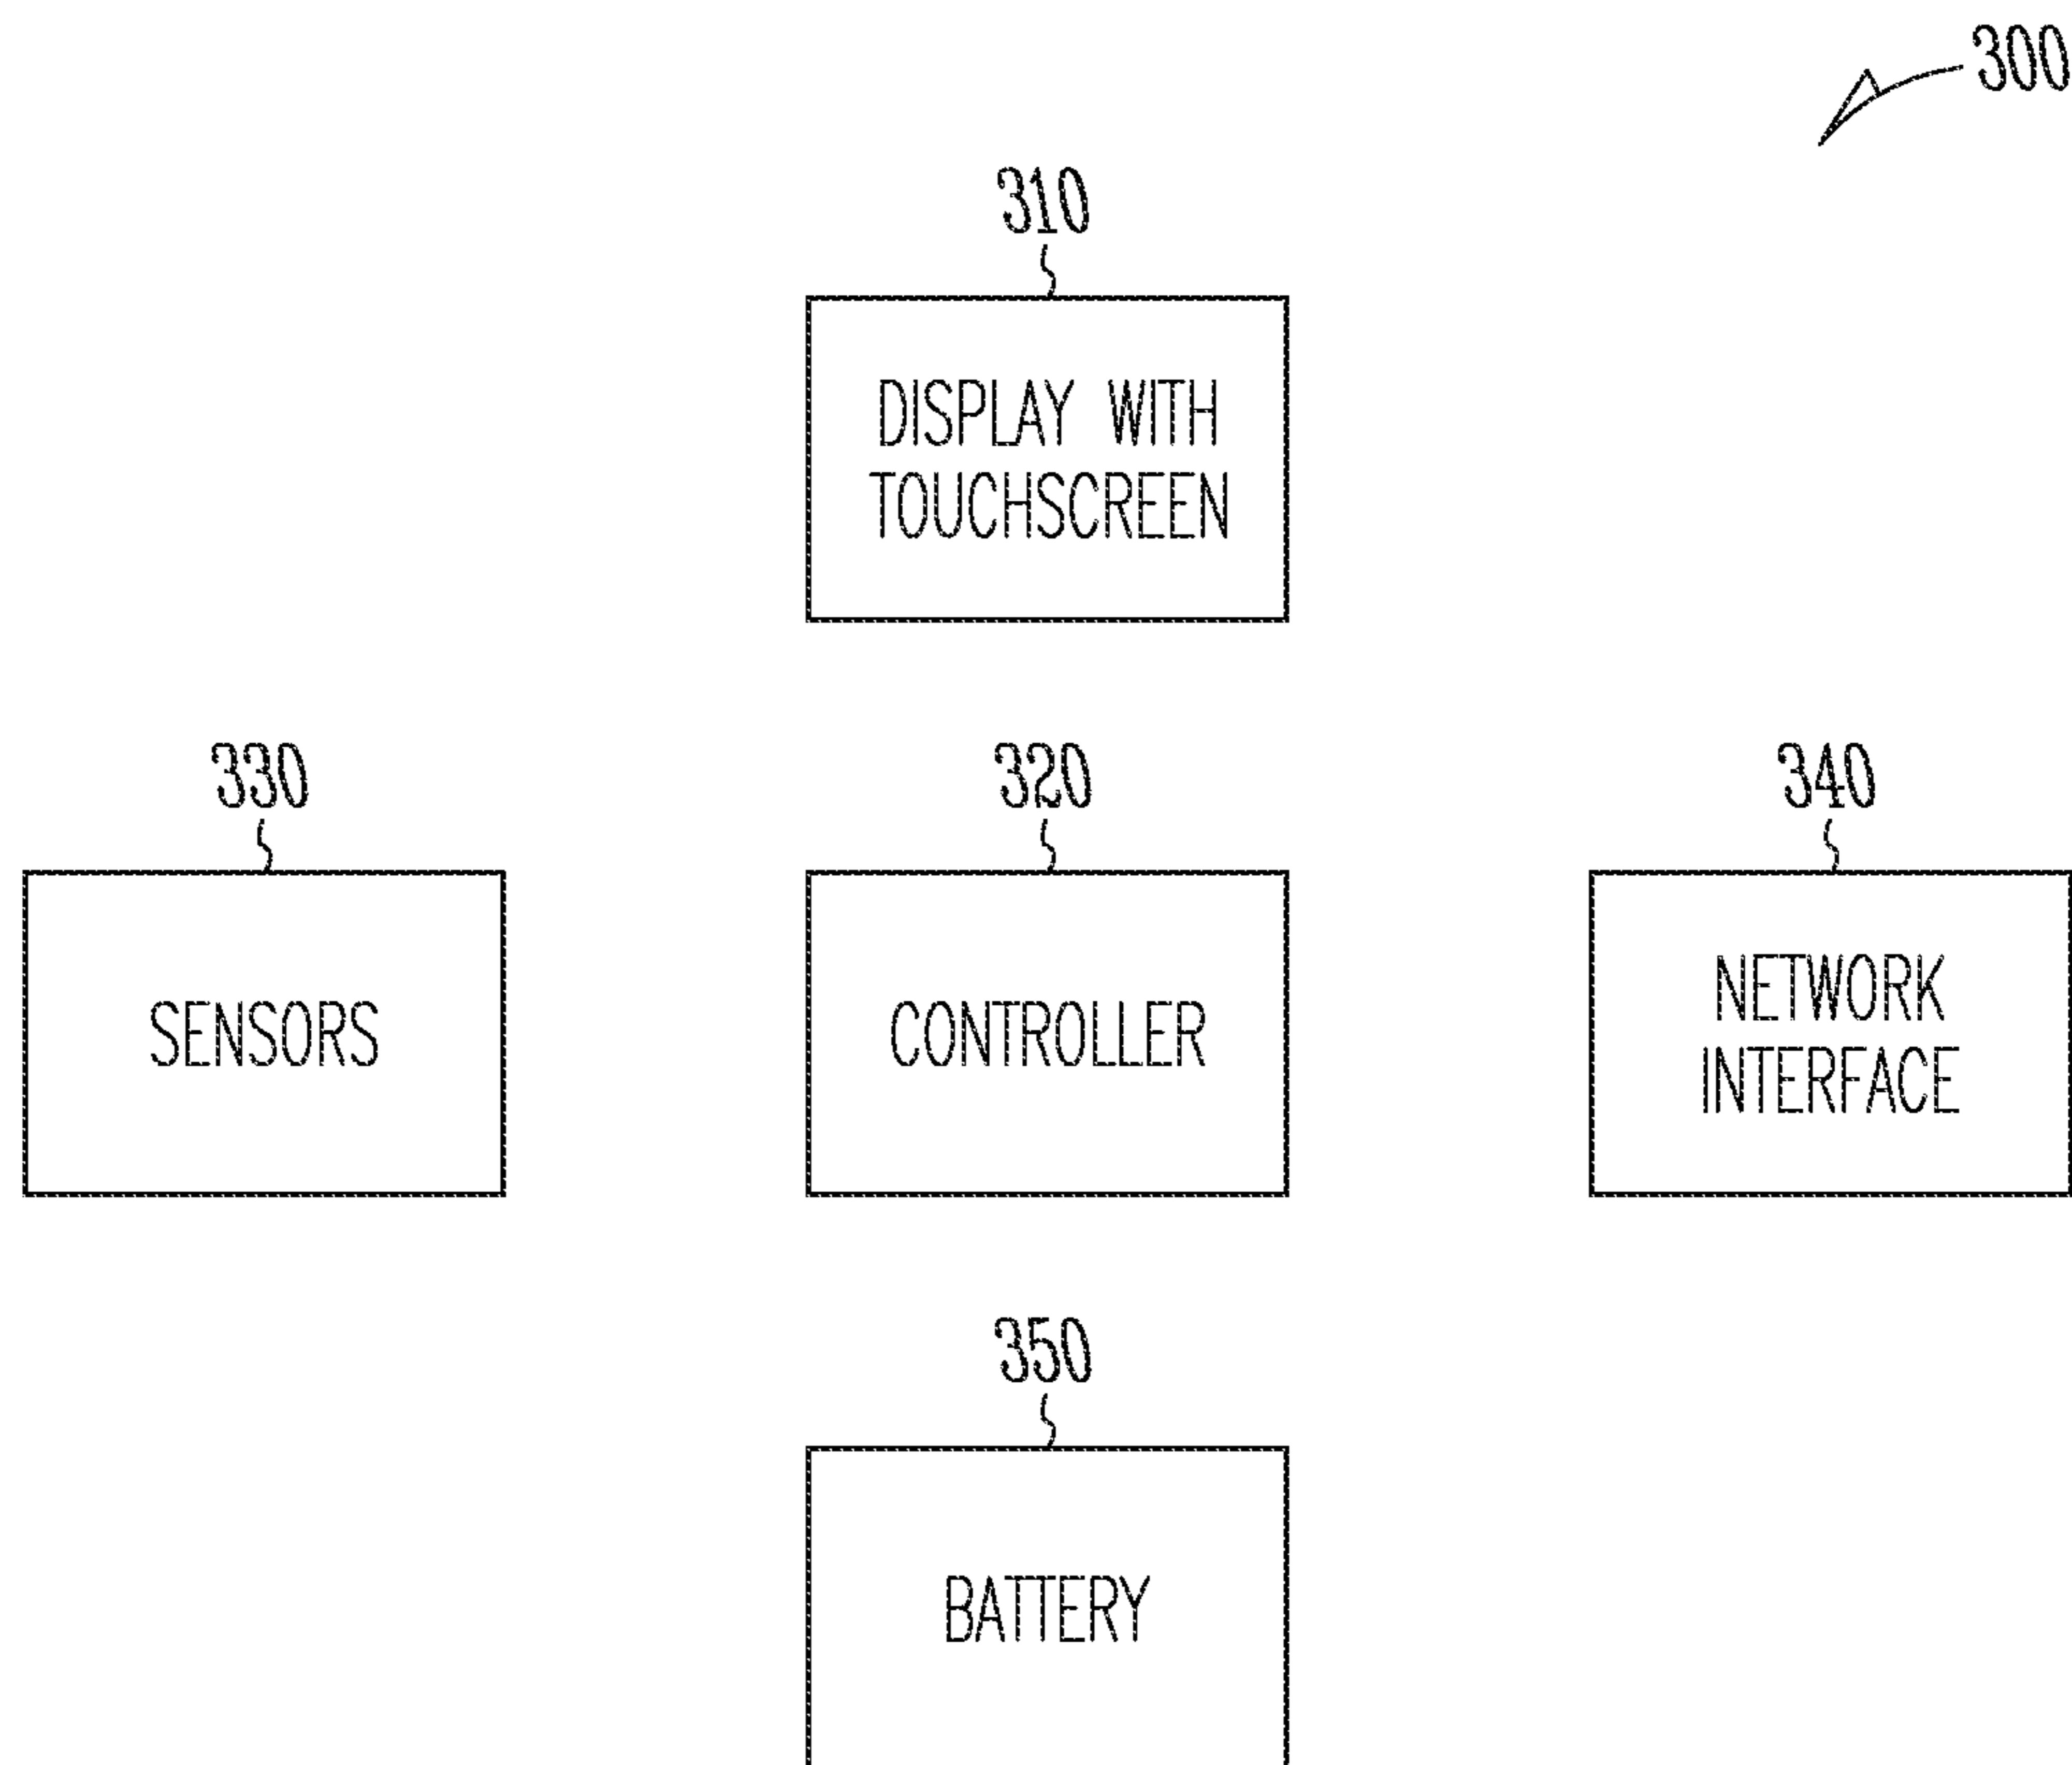 300
310
DISPLAY WITH
TOUCHSCREEN
330
320
340
SENSORS
CONTROLLER
NETWORK
INTERFACE
350
BATTERY